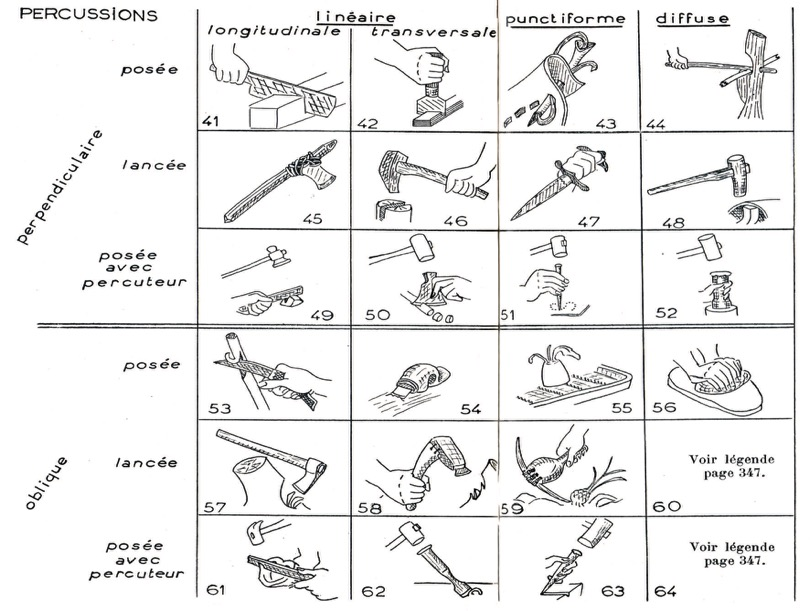 PERCUSSIONS
linéaire
punctiforme
diffuse
longitudinale
transversale
perpendiculaire
posée
41
42
43
44
lancée
45
46
47
48
posée
avec
percuteur
49
50
51
52
oblique
posée
53
54
55
56
lancée
57
58
59
60
Voir légende
page 347.
posée
avec
percuteur
61
62
63
64
Voir légende
page 347.